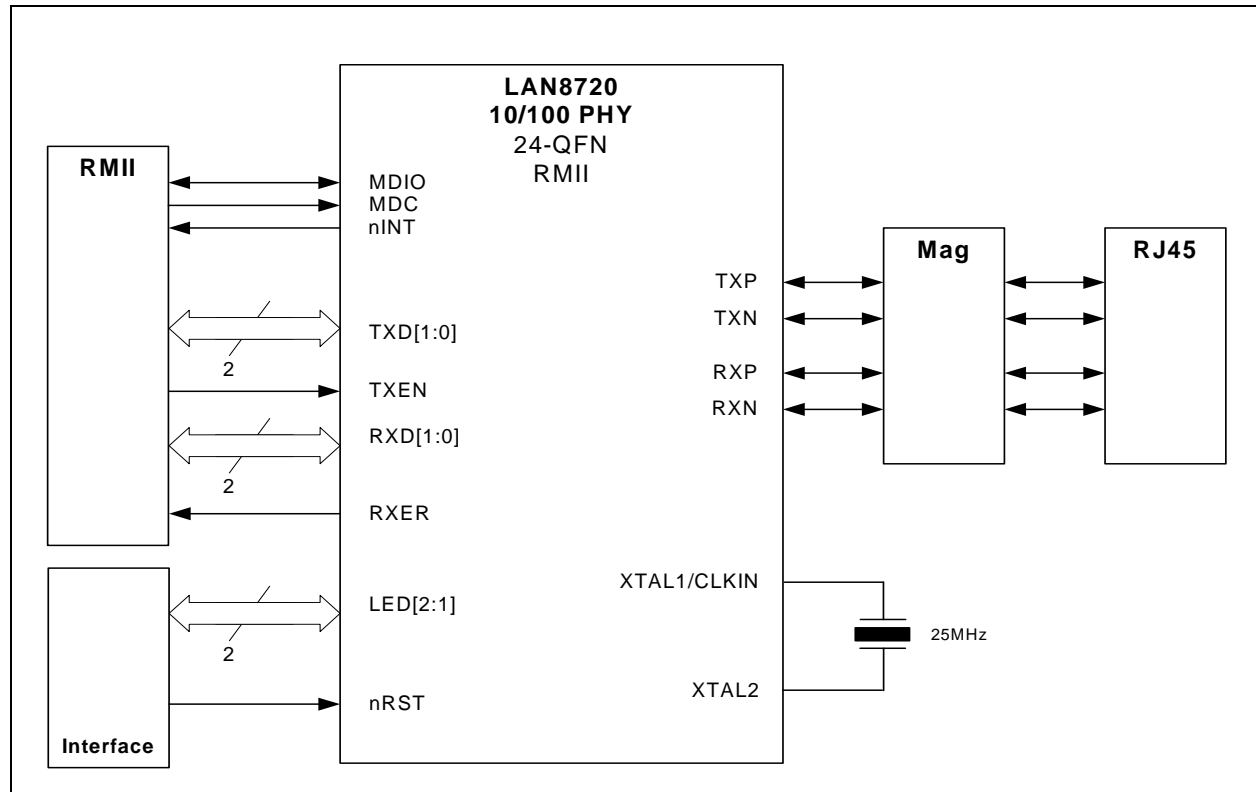 LAN8720
10/100 PHY
24-QFN
RMII
RMII
MDIO
MDC
nINT
TXD[1:0]
2
TXEN
RXD[1:0]
2
RXER
LED[2:1]
2
nRST
Interface
TXP
TXN
RXP
RXN
Mag
RJ45
XTAL1/CLKIN
25MHz
XTAL2